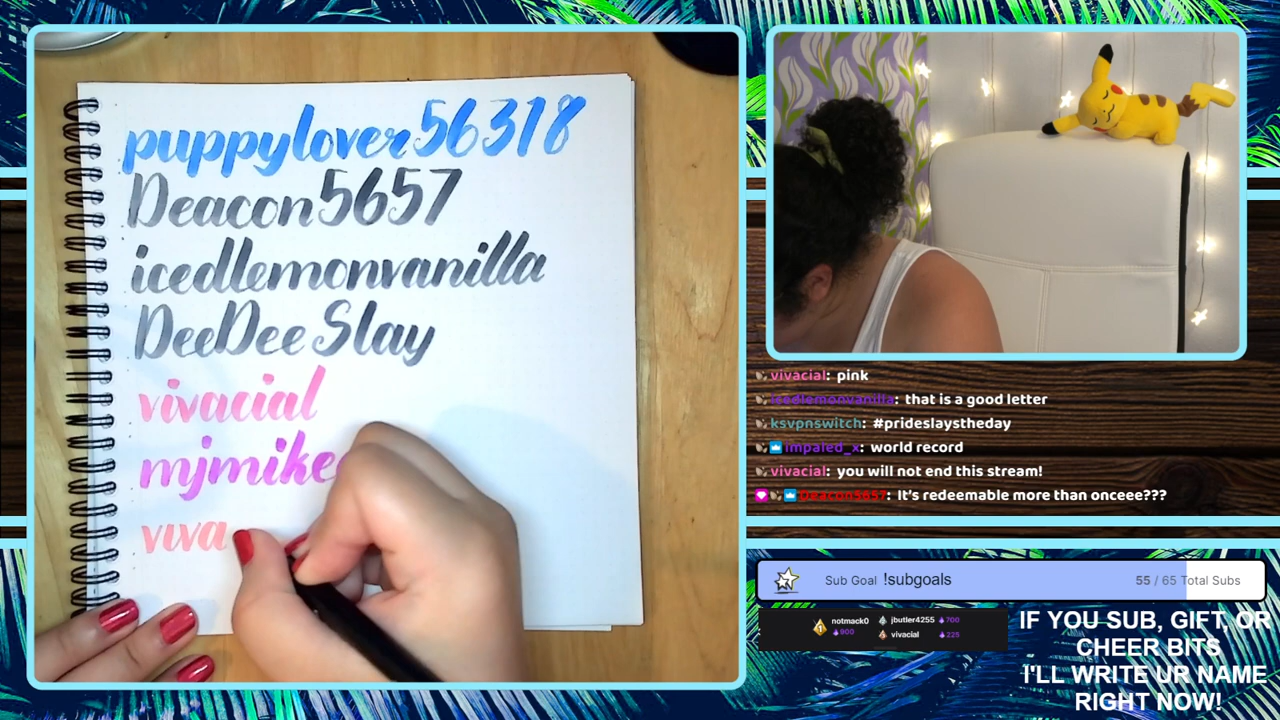 puppylover56318
Deacon5657
icedlemonvanilla
DeeDee Slay
vivacial
mjmike
viva
vivacial: pink
icedlemonvanilla: that is a good letter
ksvpnswitch: #prideslaystheday
impaled_x: world record
vivacial: you will not end this stream!
Deacon5657: It's redeemable more than onceee???
Sub Goal !subgoals 55 / 65 Total Subs
1 notmack0 900
jbutler4255 700
vivacial 225
IF YOU SUB, GIFT, OR
CHEER BITS
I'LL WRITE UR NAME
RIGHT NOW!